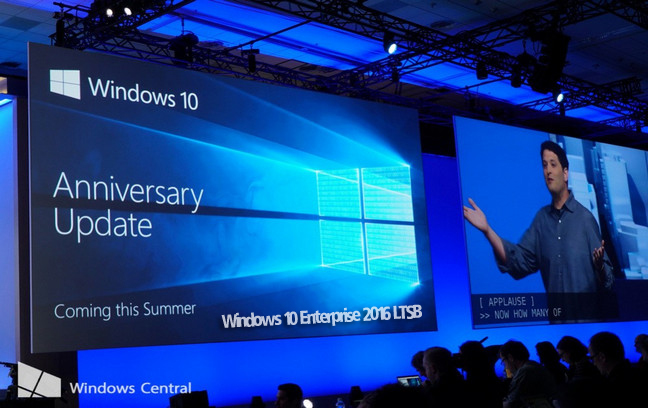 Windows 10
Anniversary
Update
Coming this Summer
Windows 10 Enterprise 2016 LTSB
[ APPLAUSE ]
>> NOW HOW MANY OF
Windows Central